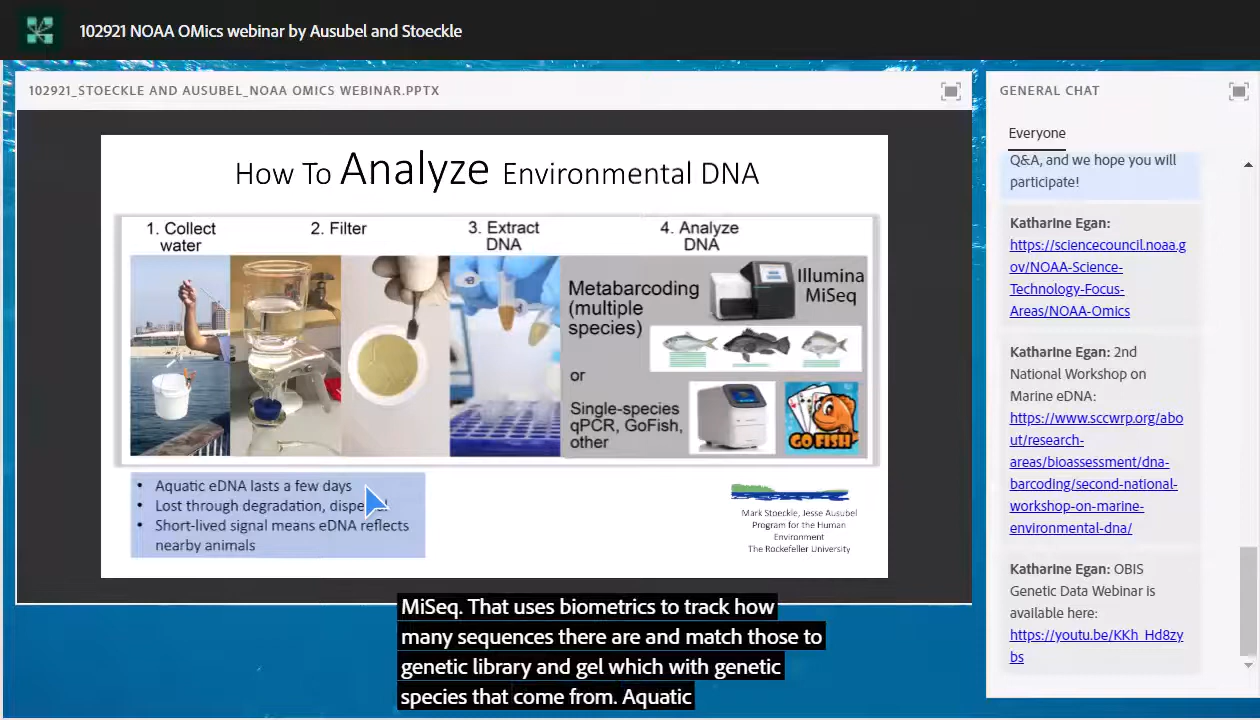 102921 NOAA OMics webinar by Ausubel and Stoeckle
102921_STOECKLE AND AUSUBEL_NOAA OMICS WEBINAR.PPTX
How To Analyze Environmental DNA
1. Collect
water
2. Filter
3. Extract
DNA
4. Analyze
DNA
Metabarcoding
(multiple
species)
Illumina
MiSeq
or
Single-species
qPCR, GoFish,
other
GO FISH
• Aquatic eDNA lasts a few days
• Lost through degradation,
• Short-lived signal means eDNA reflects
nearby animals
Mark Stoeckle, Jesse Ausubel
Program for the Human
Environment
The Rockefeller University
MiSeq. That uses biometrics to track how
many sequences there are and match those to
genetic library and gel which with genetic
species that come from. Aquatic
GENERAL CHAT
Everyone
Q&A, and we hope you will
participate!
Katharine Egan:
https://sciencecouncil.noaa.g
ov/NOAA-Science-
Technology-Focus-
Areas/NOAA-Omics
Katharine Egan: 2nd
National Workshop on
Marine eDNA:
https://www.sccwrp.org/abo
ut/research-
areas/bioassessment/dna-
barcoding/second-national-
workshop-on-marine-
environmental-dna/
Katharine Egan: OBIS
Genetic Data Webinar is
available here:
https://youtu.be/KKh_Hd8zy
bs